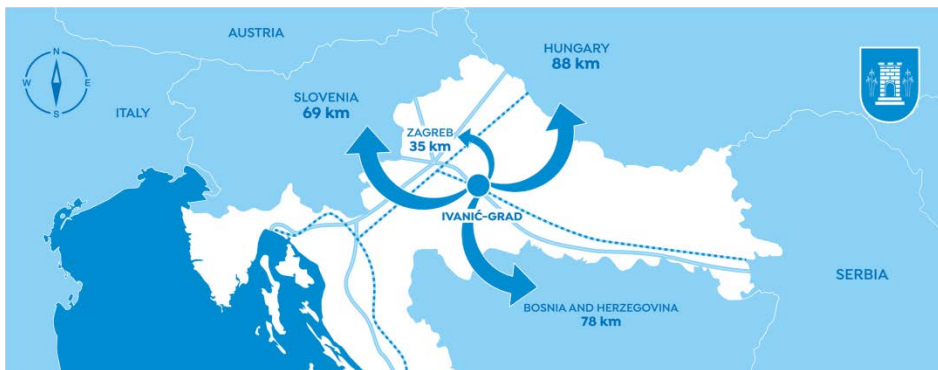 AUSTRIA
HUNGARY
88 km
N
W E
S
ITALY
SLOVENIA
69 km
ZAGREB
35 km
IVANIĆ-GRAD
SERBIA
BOSNIA AND HERZEGOVINA
78 km